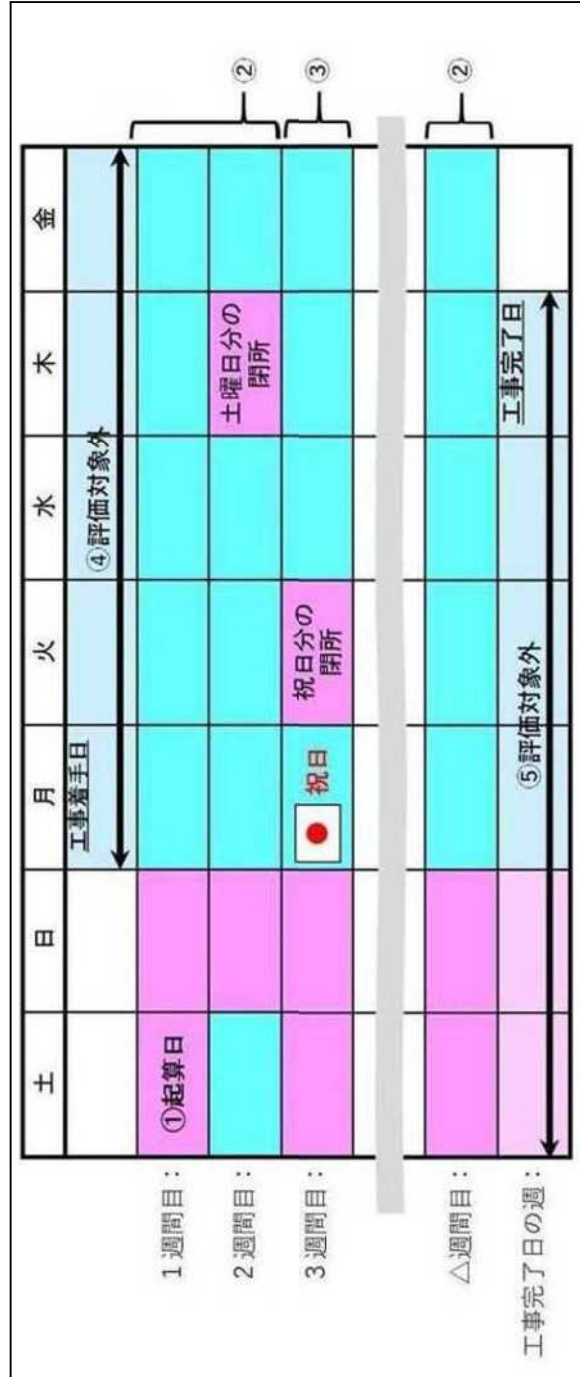 土 日 月 火 水 木 金
工事着手日
④評価対象外
1週間目： ①起算日 ②
2週間目： 土曜日分の
閉所
3週間目： 祝日 祝日分の
閉所 ③
△週間目： ②
工事完了日の週： ⑤評価対象外 工事完了日